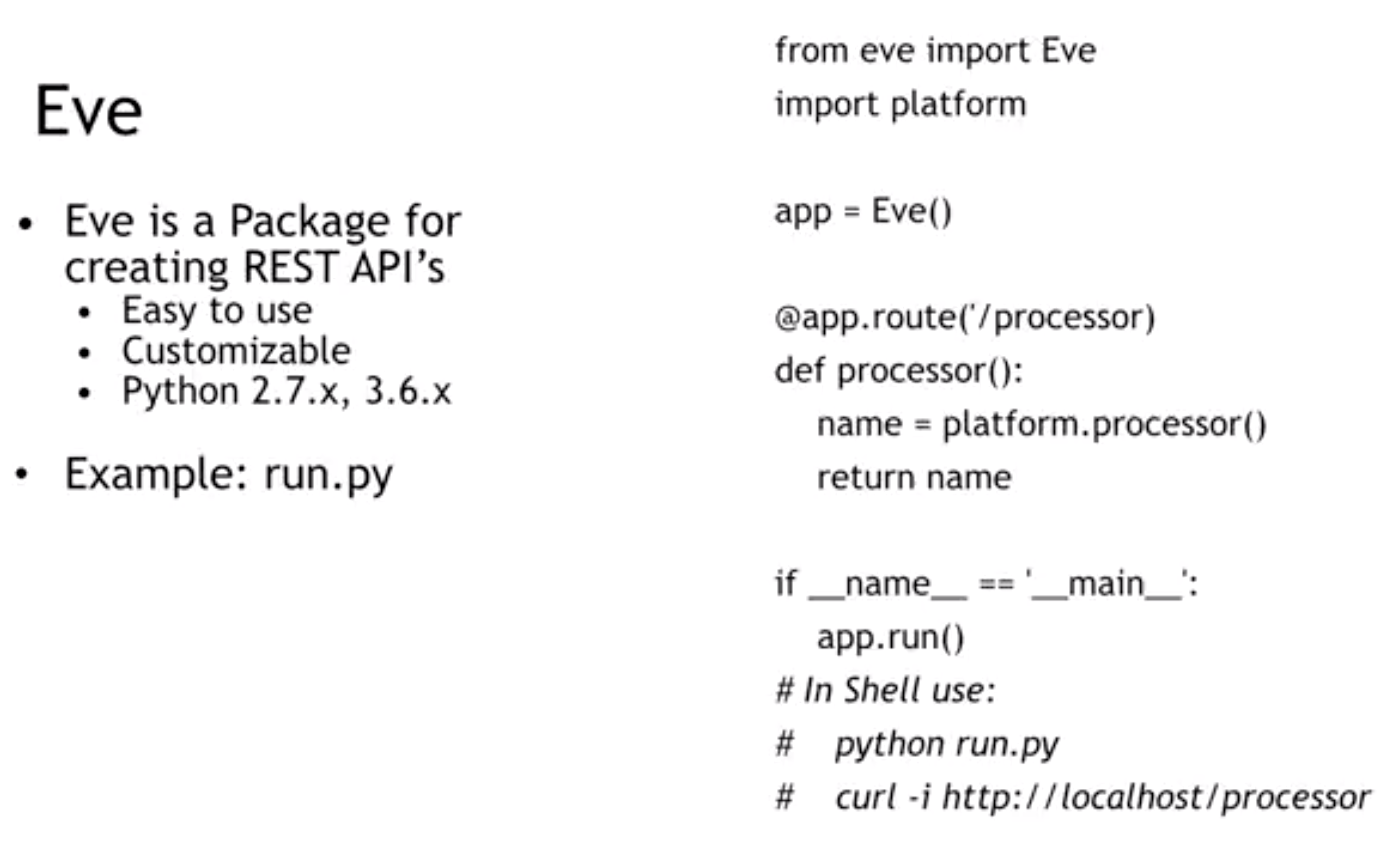 Eve
• Eve is a Package for
creating REST API’s
• Easy to use
• Customizable
• Python 2.7.x, 3.6.x
• Example: run.py
from eve import Eve
import platform
app = Eve()
@app.route('/processor)
def processor():
name = platform.processor()
return name
if __name__ == '__main__':
app.run()
# In Shell use:
# python run.py
# curl -i http://localhost/processor